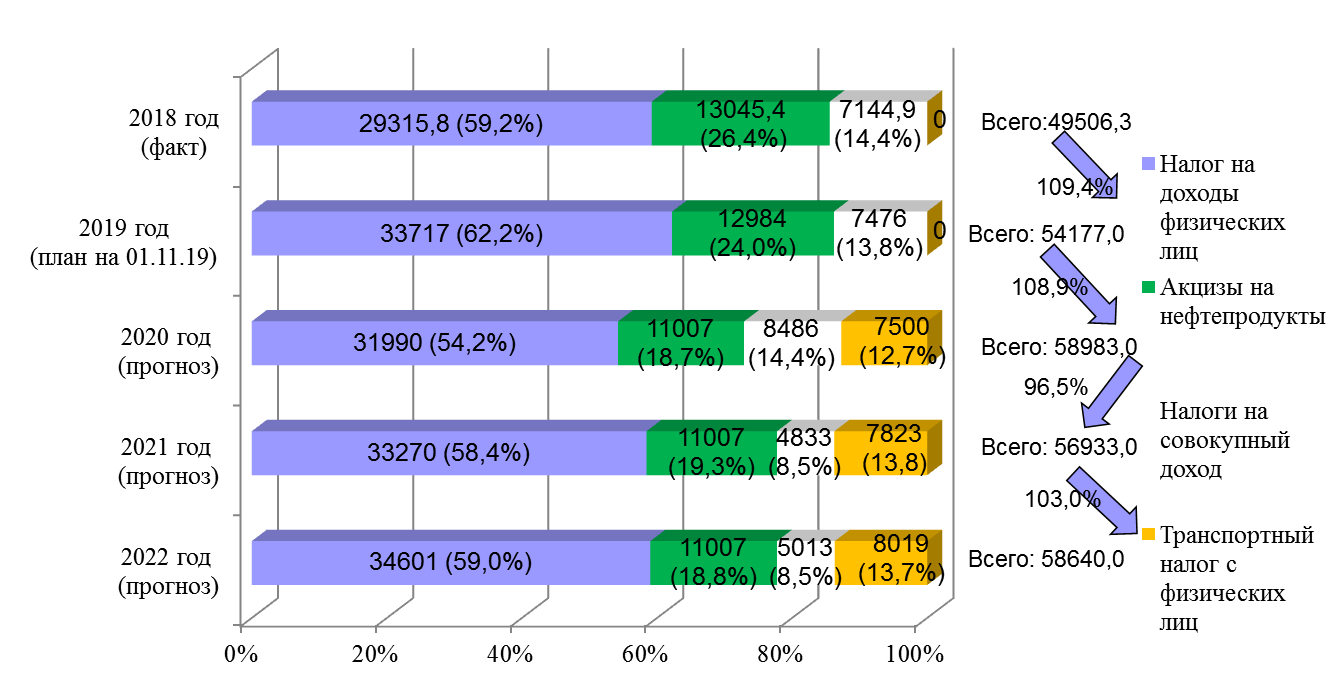 2018 год
(факт)
29315,8 (59,2%)
13045,4
(26,4%)
7144,9
(14,4%)
0
Всего:49506,3
109,4%
2019 год
(план на 01.11.19)
33717 (62,2%)
12984
(24,0%)
7476
(13,8%)
0
Всего: 54177,0
108,9%
2020 год
(прогноз)
31990 (54,2%)
11007
(18,7%)
8486
(14,4%)
7500
(12,7%)
Всего: 58983,0
96,5%
2021 год
(прогноз)
33270 (58,4%)
11007
(19,3%)
4833
(8,5%)
7823
(13,8)
Всего: 56933,0
103,0%
2022 год
(прогноз)
34601 (59,0%)
11007
(18,8%)
5013
(8,5%)
8019
(13,7%)
Всего: 58640,0
0%
20%
40%
60%
80%
100%
Налог на
доходы
физических
лиц
Акцизы на
нефтепродукты
Налоги на
совокупный
доход
Транспортный
налог с
физических
лиц